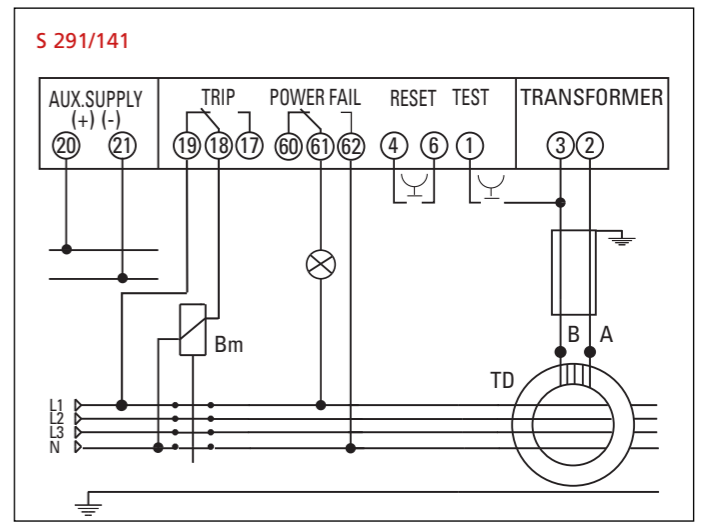 S 291/141
AUX.SUPPLY TRIP POWER FAIL RESET TEST TRANSFORMER
(+) (-)
20 21 19 18 17 60 61 62 4 6 1 3 2
Bm
B A
TD
L1
L2
L3
N